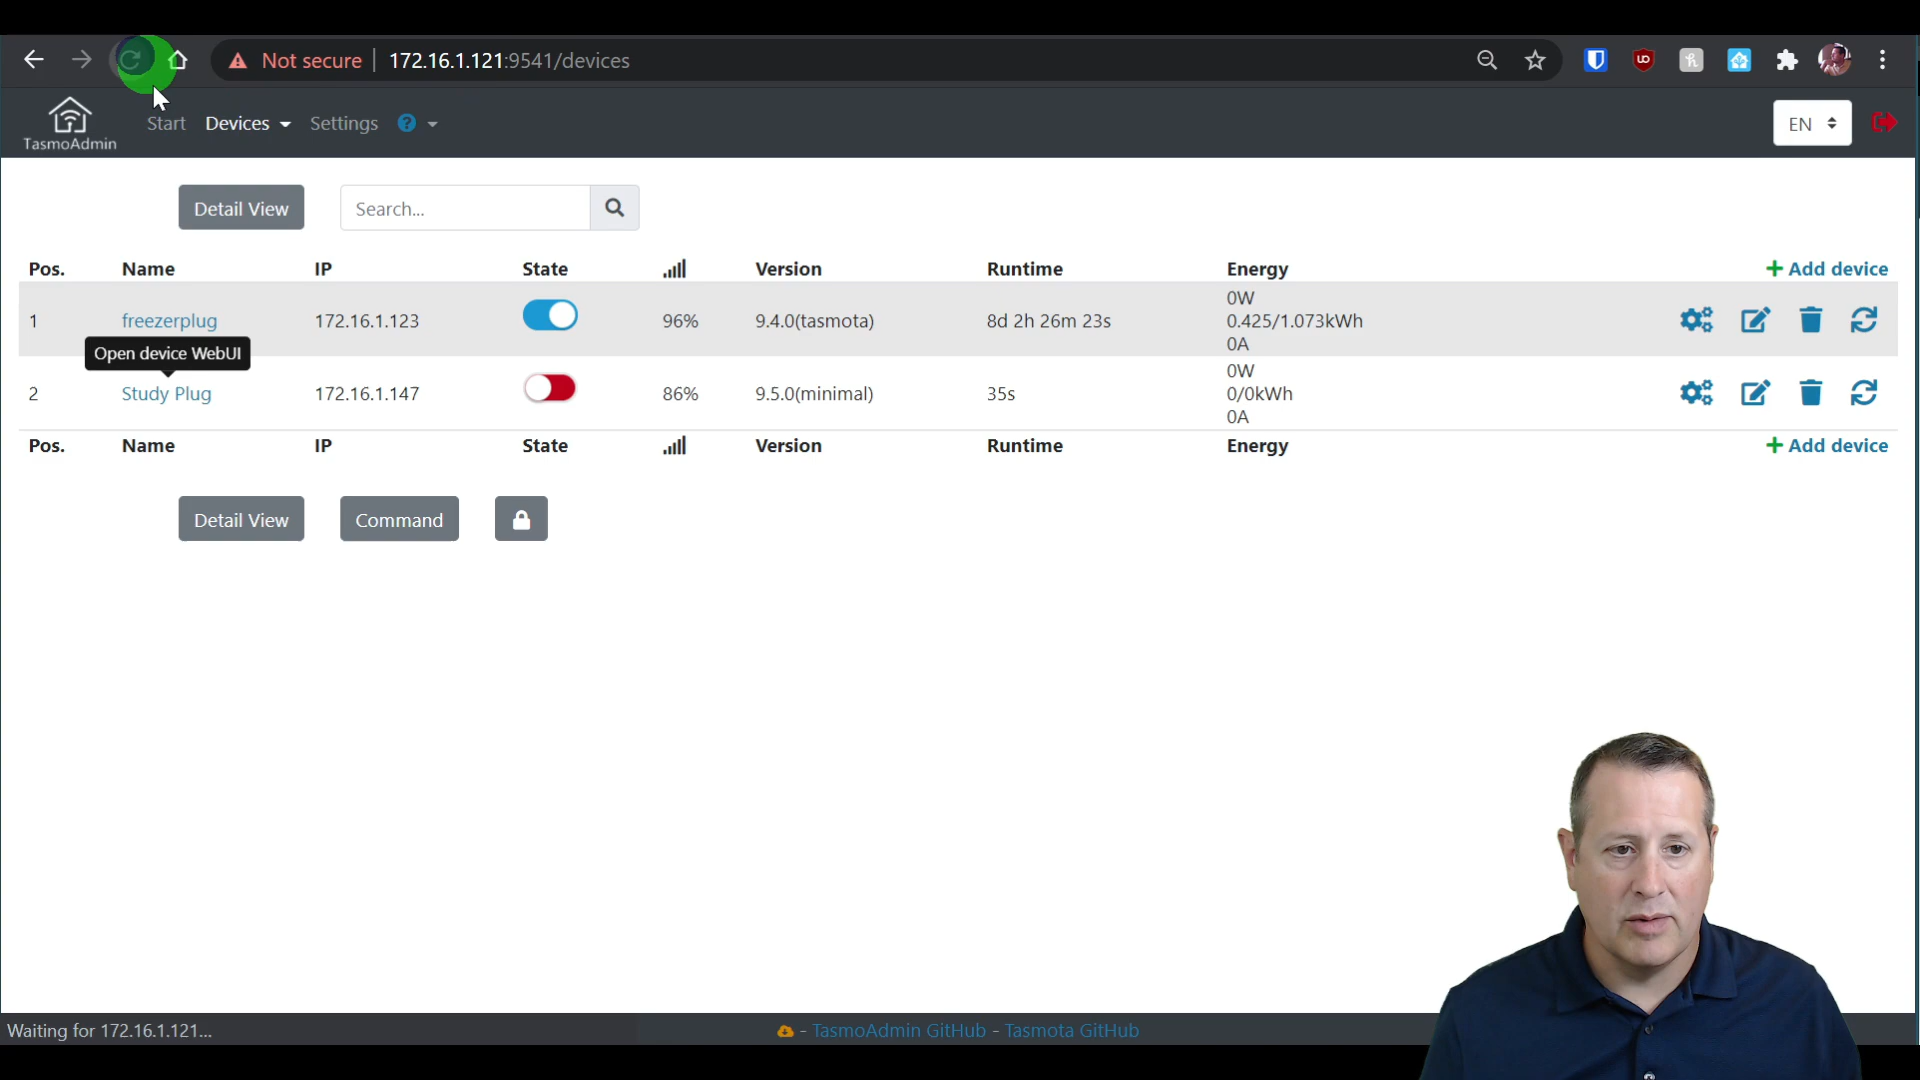 Not secure 172.16.1.121:9541/devices
TasmoAdmin Start Devices Settings ? EN
Detail View Search...
Pos. Name IP State Version Runtime Energy + Add device
1 freezerplug 172.16.1.123 96% 9.4.0(tasmota) 8d 2h 26m 23s 0W
0.425/1.073kWh
0A
Open device WebUI
2 Study Plug 172.16.1.147 86% 9.5.0(minimal) 35s 0W
0/0kWh
0A
Pos. Name IP State Version Runtime Energy + Add device
Detail View Command
Waiting for 172.16.1.121... - TasmoAdmin GitHub - Tasmota GitHub